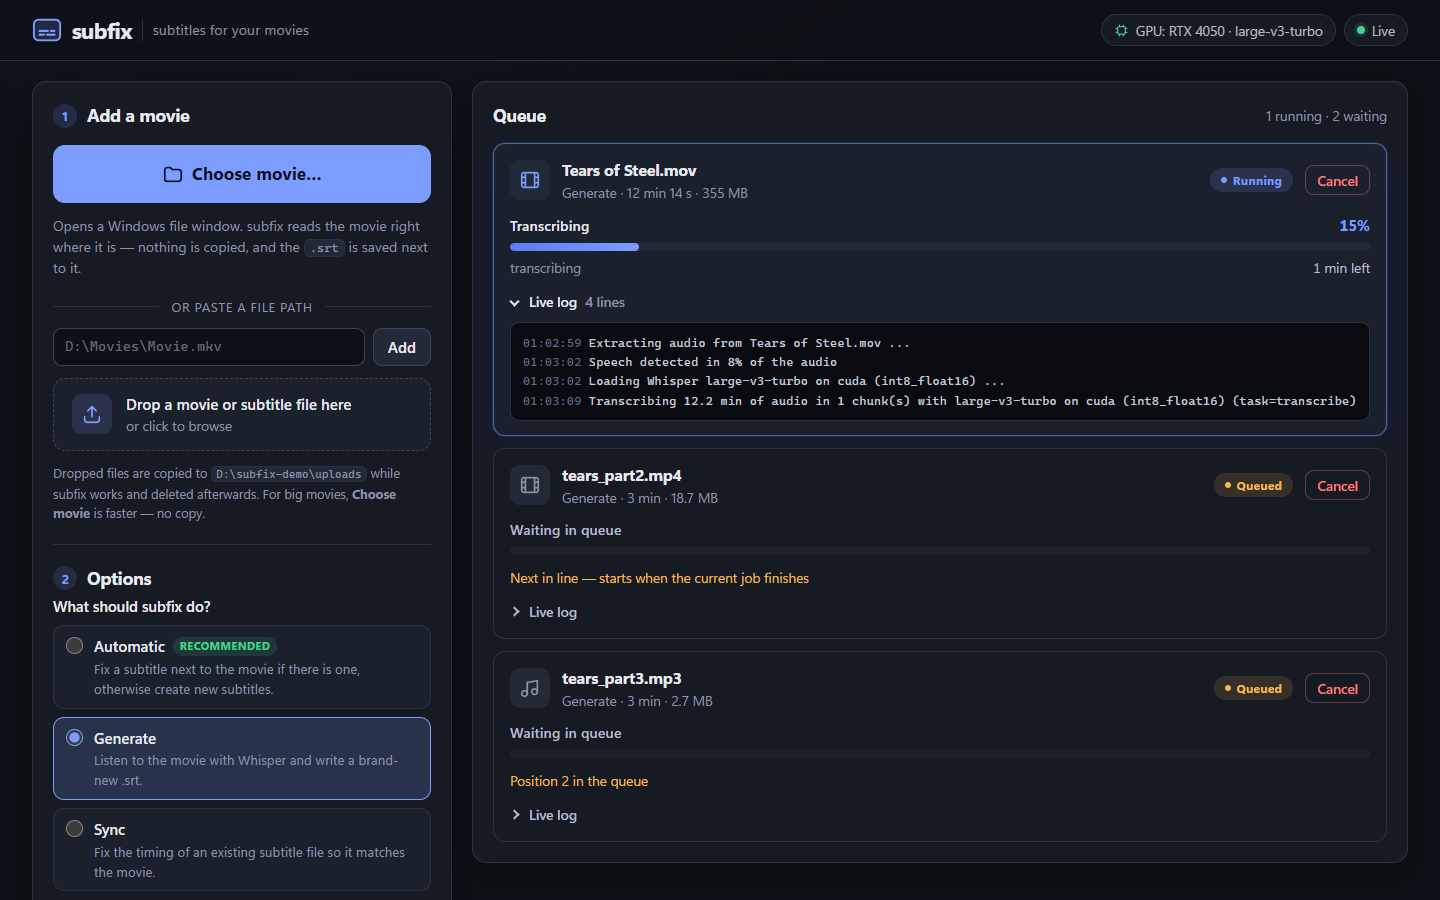 subfix
subtitles for your movies
GPU: RTX 4050 · large-v3-turbo
Live
1
Add a movie
Choose movie...
Opens a Windows file window. subfix reads the movie right
where it is — nothing is copied, and the .srt is saved next
to it.
OR PASTE A FILE PATH
D:\Movies\Movie.mkv
Add
Drop a movie or subtitle file here
or click to browse
Dropped files are copied to D:\subfix-demo\uploads while
subfix works and deleted afterwards. For big movies, Choose
movie is faster — no copy.
2
Options
What should subfix do?
Automatic RECOMMENDED
Fix a subtitle next to the movie if there is one,
otherwise create new subtitles.
Generate
Listen to the movie with Whisper and write a brand-
new .srt.
Sync
Fix the timing of an existing subtitle file so it matches
the movie.
Queue
1 running · 2 waiting
Tears of Steel.mov
Generate · 12 min 14 s · 355 MB
Running
Cancel
Transcribing
15%
transcribing
1 min left
Live log 4 lines
01:02:59 Extracting audio from Tears of Steel.mov ...
01:03:02 Speech detected in 8% of the audio
01:03:02 Loading Whisper large-v3-turbo on cuda (int8_float16) ...
01:03:09 Transcribing 12.2 min of audio in 1 chunk(s) with large-v3-turbo on cuda (int8_float16) (task=transcribe)
tears_part2.mp4
Generate · 3 min · 18.7 MB
Queued
Cancel
Waiting in queue
Next in line — starts when the current job finishes
Live log
tears_part3.mp3
Generate · 3 min · 2.7 MB
Queued
Cancel
Waiting in queue
Position 2 in the queue
Live log